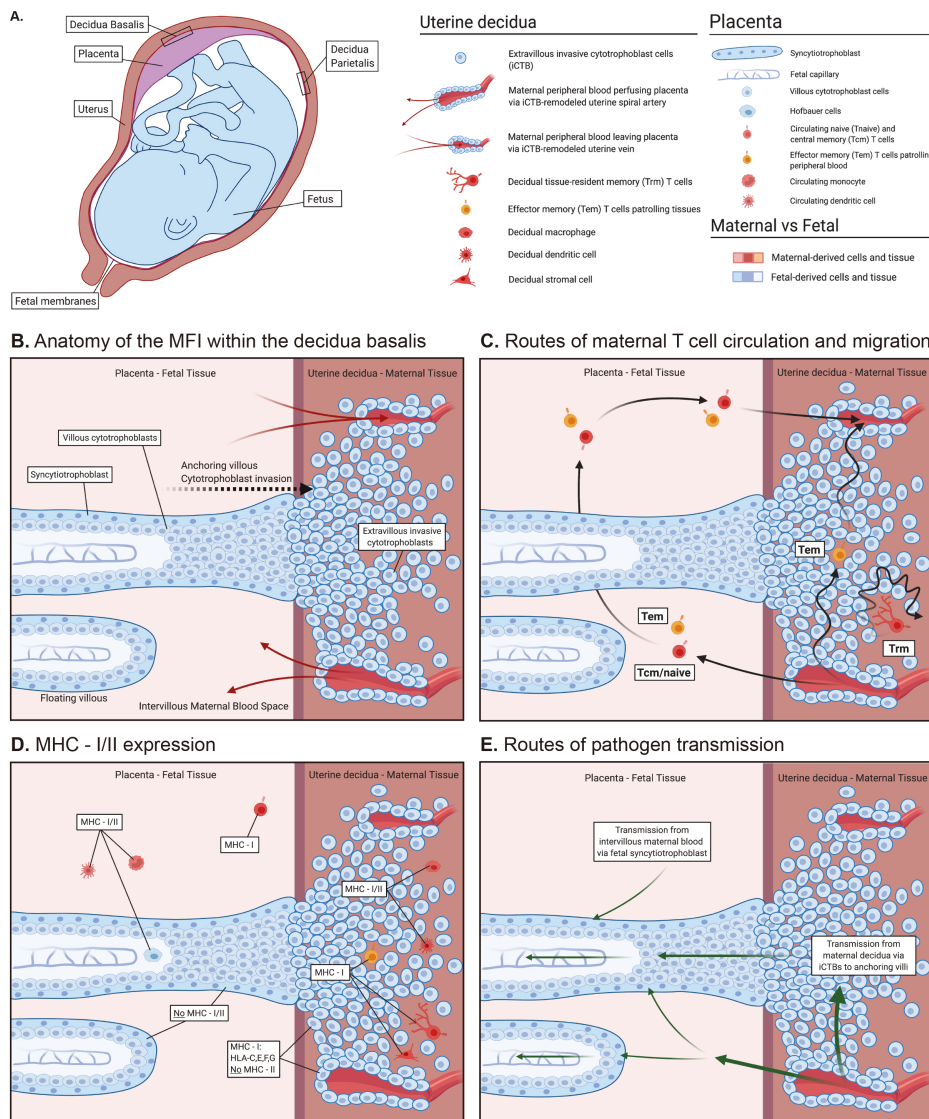 A.
Decidua Basalis
Placenta
Uterus
Decidua
Parietalis
Fetus
Fetal membranes
Uterine decidua
Extravillous invasive cytotrophoblast cells
(iCTB)
Maternal peripheral blood perfusing placenta
via iCTB-remodeled uterine spiral artery
Maternal peripheral blood leaving placenta
via iCTB-remodeled uterine vein
Decidual tissue-resident memory (Trm) T cells
Effector memory (Tem) T cells patrolling tissues
Decidual macrophage
Decidual dendritic cell
Decidual stromal cell
Placenta
Syncytiotrophoblast
Fetal capillary
Villous cytotrophoblast cells
Hofbauer cells
Circulating naive (Tnaive) and
central memory (Tcm) T cells
Effector memory (Tem) T cells patrolling
peripheral blood
Circulating monocyte
Circulating dendritic cell
Maternal vs Fetal
Maternal-derived cells and tissue
Fetal-derived cells and tissue
B. Anatomy of the MFI within the decidua basalis
Placenta - Fetal Tissue
Uterine decidua - Maternal Tissue
Villous cytotrophoblasts
Syncytiotrophoblast
Anchoring villous
Cytotrophoblast invasion
Extravillous invasive
cytotrophoblasts
Floating villous
Intervillous Maternal Blood Space
C. Routes of maternal T cell circulation and migration
Placenta - Fetal Tissue
Uterine decidua - Maternal Tissue
Tem
Tem
Trm
Tcm/naive
D. MHC - I/II expression
Placenta - Fetal Tissue
Uterine decidua - Maternal Tissue
MHC - I/II
MHC - I
MHC - I/II
MHC - I
No MHC - I/II
MHC - I:
HLA-C,E,F,G
No MHC - II
E. Routes of pathogen transmission
Placenta - Fetal Tissue
Uterine decidua - Maternal Tissue
Transmission from
intervillous maternal blood
via fetal syncytiotrophoblast
Transmission from
maternal decidua via
iCTBs to anchoring villi